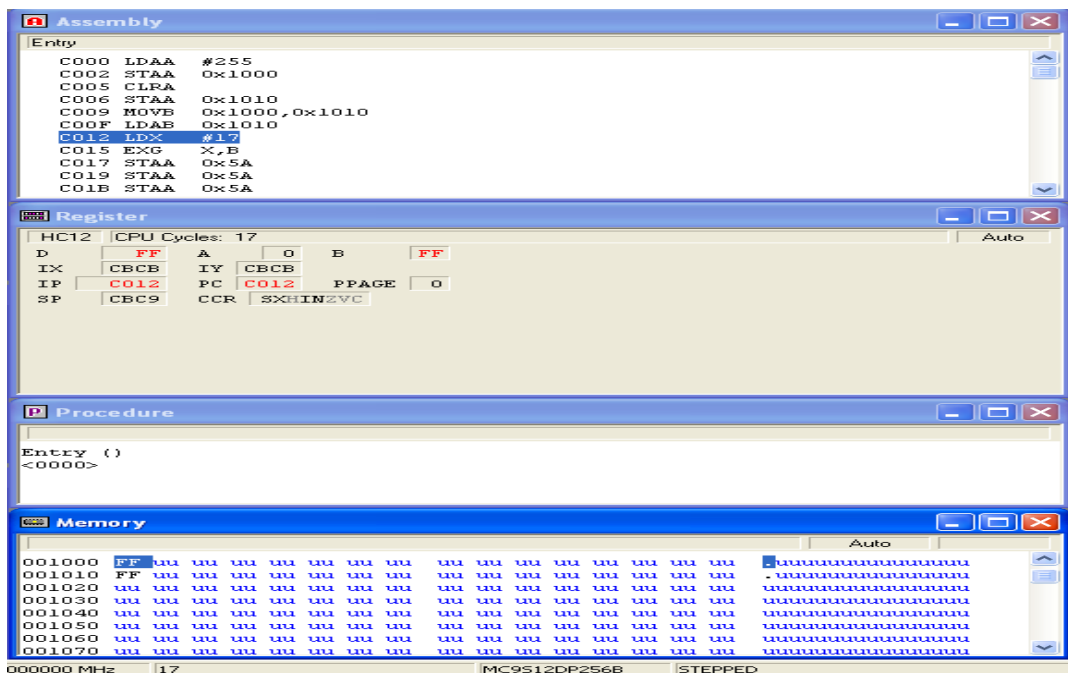 Assembly
Entry
C000 LDAA #255
C002 STAA 0x1000
C005 CLRA
C006 STAA 0x1010
C009 MOVB 0x1000,0x1010
C00F LDAB 0x1010
C012 LDX #17
C015 EXG X,B
C017 STAA 0x5A
C019 STAA 0x5A
C01B STAA 0x5A
Register
HC12 CPU Cycles: 17 Auto
D FF A 0 B FF
IX CBCB IY CBCB
IP C012 PC C012 PPAGE 0
SP CBC9 CCR SXHINZVC
Procedure
Entry ()
<0000>
Memory
Auto
001000 FF uu uu uu uu uu uu uu uu uu uu uu uu uu uu uu .uuuuuuuuuuuuuuu
001010 FF uu uu uu uu uu uu uu uu uu uu uu uu uu uu uu .uuuuuuuuuuuuuuu
001020 uu uu uu uu uu uu uu uu uu uu uu uu uu uu uu uu uuuuuuuuuuuuuuuu
001030 uu uu uu uu uu uu uu uu uu uu uu uu uu uu uu uu uuuuuuuuuuuuuuuu
001040 uu uu uu uu uu uu uu uu uu uu uu uu uu uu uu uu uuuuuuuuuuuuuuuu
001050 uu uu uu uu uu uu uu uu uu uu uu uu uu uu uu uu uuuuuuuuuuuuuuuu
001060 uu uu uu uu uu uu uu uu uu uu uu uu uu uu uu uu uuuuuuuuuuuuuuuu
001070 uu uu uu uu uu uu uu uu uu uu uu uu uu uu uu uu uuuuuuuuuuuuuuuu
000000 MHz 17 MC9S12DP256B STEPPED